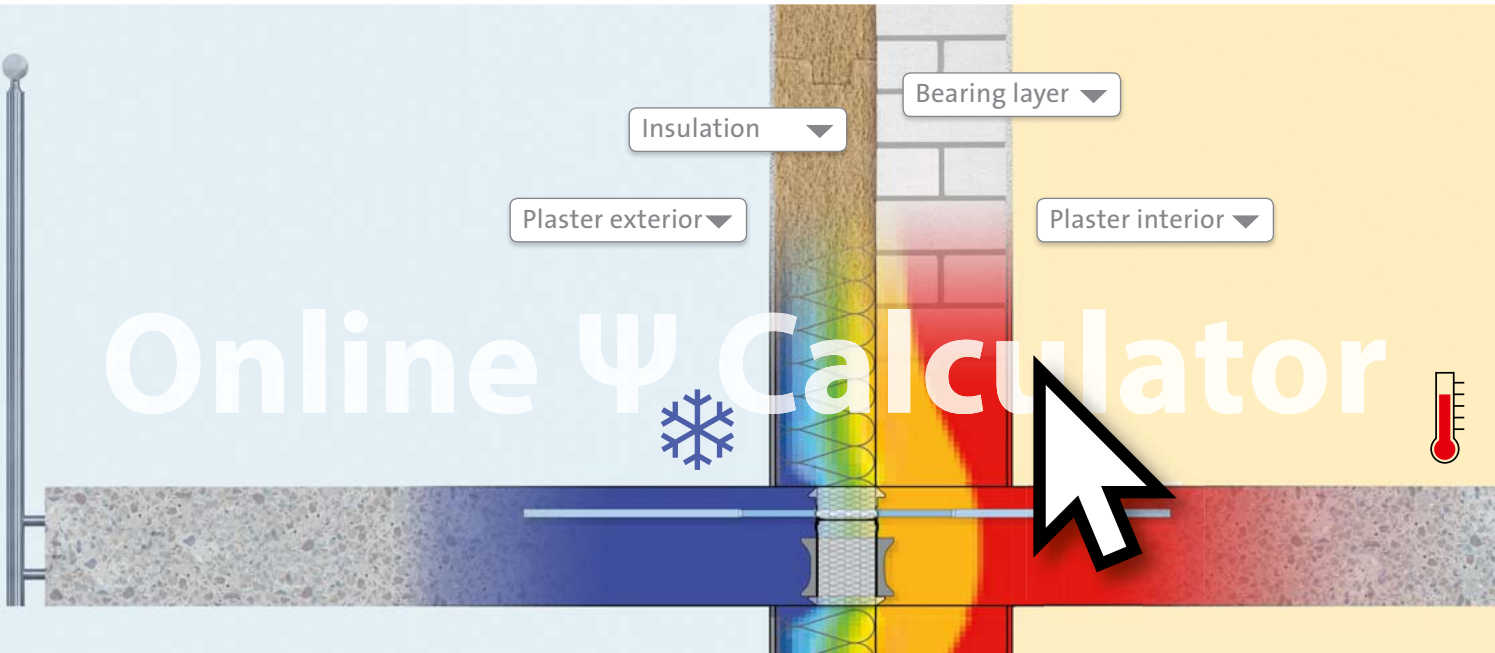 Bearing layer
Insulation
Plaster exterior
Plaster interior
Online Ψ Calculator